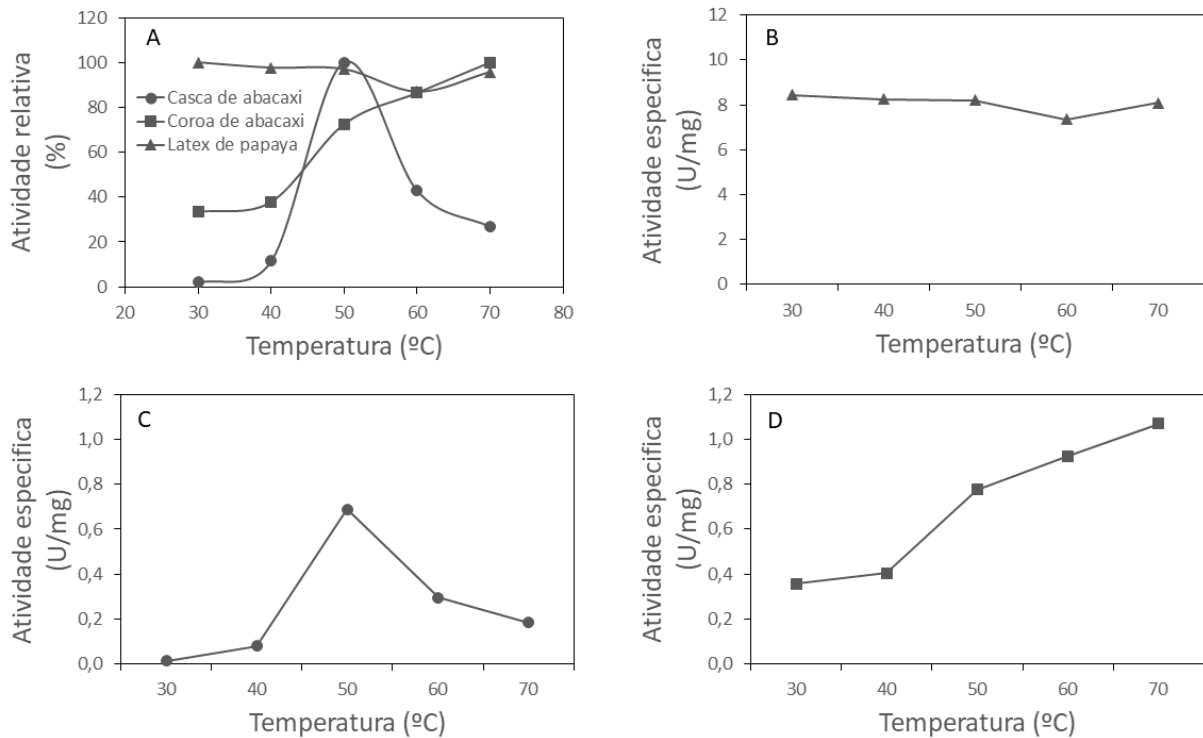 A
Atividade relativa
(%)
120
100
80
60
40
20
0
Casca de abacaxi
Coroa de abacaxi
Latex de papaya
20 30 40 50 60 70 80
Temperatura (ºC)
B
Atividade especifica
(U/mg)
12
10
8
6
4
2
0
30 40 50 60 70
Temperatura (ºC)
C
Atividade especifica
(U/mg)
1,2
1,0
0,8
0,6
0,4
0,2
0,0
30 40 50 60 70
Temperatura (ºC)
D
Atividade especifica
(U/mg)
1,2
1,0
0,8
0,6
0,4
0,2
0,0
30 40 50 60 70
Temperatura (ºC)